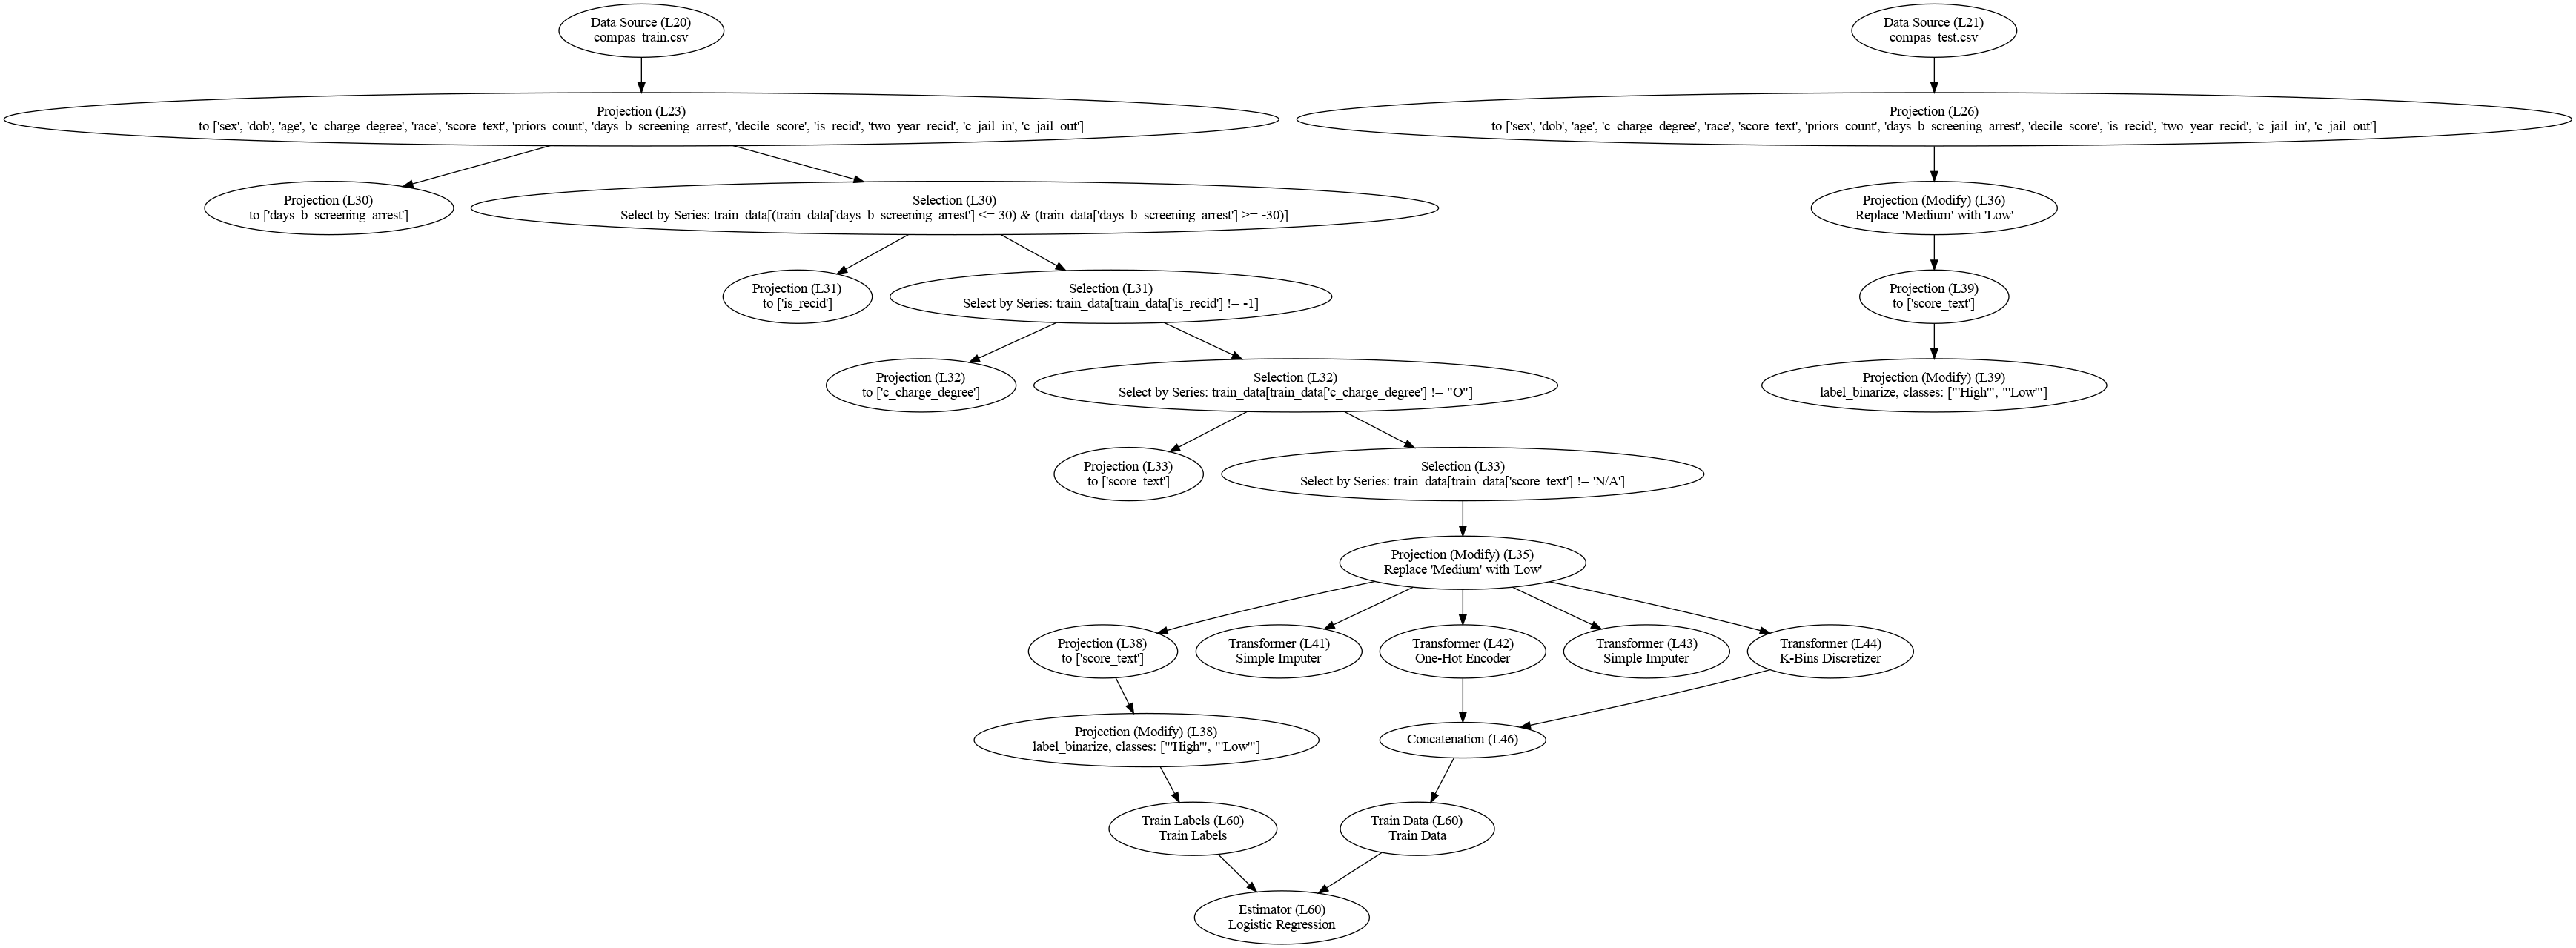 Data Source (L20)
compas_train.csv
Data Source (L21)
compas_test.csv
Projection (L23)
to ['sex', 'dob', 'age', 'c_charge_degree', 'race', 'score_text', 'priors_count', 'days_b_screening_arrest', 'decile_score', 'is_recid', 'two_year_recid', 'c_jail_in', 'c_jail_out']
Projection (L26)
to ['sex', 'dob', 'age', 'c_charge_degree', 'race', 'score_text', 'priors_count', 'days_b_screening_arrest', 'decile_score', 'is_recid', 'two_year_recid', 'c_jail_in', 'c_jail_out']
Projection (L30)
to ['days_b_screening_arrest']
Selection (L30)
Select by Series: train_data[(train_data['days_b_screening_arrest'] <= 30) & (train_data['days_b_screening_arrest'] >= -30)]
Projection (Modify) (L36)
Replace 'Medium' with 'Low'
Projection (L31)
to ['is_recid']
Selection (L31)
Select by Series: train_data[train_data['is_recid'] != -1]
Projection (L39)
to ['score_text']
Projection (L32)
to ['c_charge_degree']
Selection (L32)
Select by Series: train_data[train_data['c_charge_degree'] != "O"]
Projection (Modify) (L39)
label_binarize, classes: ["'High'", "'Low'"]
Projection (L33)
to ['score_text']
Selection (L33)
Select by Series: train_data[train_data['score_text'] != 'N/A']
Projection (Modify) (L35)
Replace 'Medium' with 'Low'
Projection (L38)
to ['score_text']
Transformer (L41)
Simple Imputer
Transformer (L42)
One-Hot Encoder
Transformer (L43)
Simple Imputer
Transformer (L44)
K-Bins Discretizer
Projection (Modify) (L38)
label_binarize, classes: ["'High'", "'Low'"]
Concatenation (L46)
Train Labels (L60)
Train Labels
Train Data (L60)
Train Data
Estimator (L60)
Logistic Regression